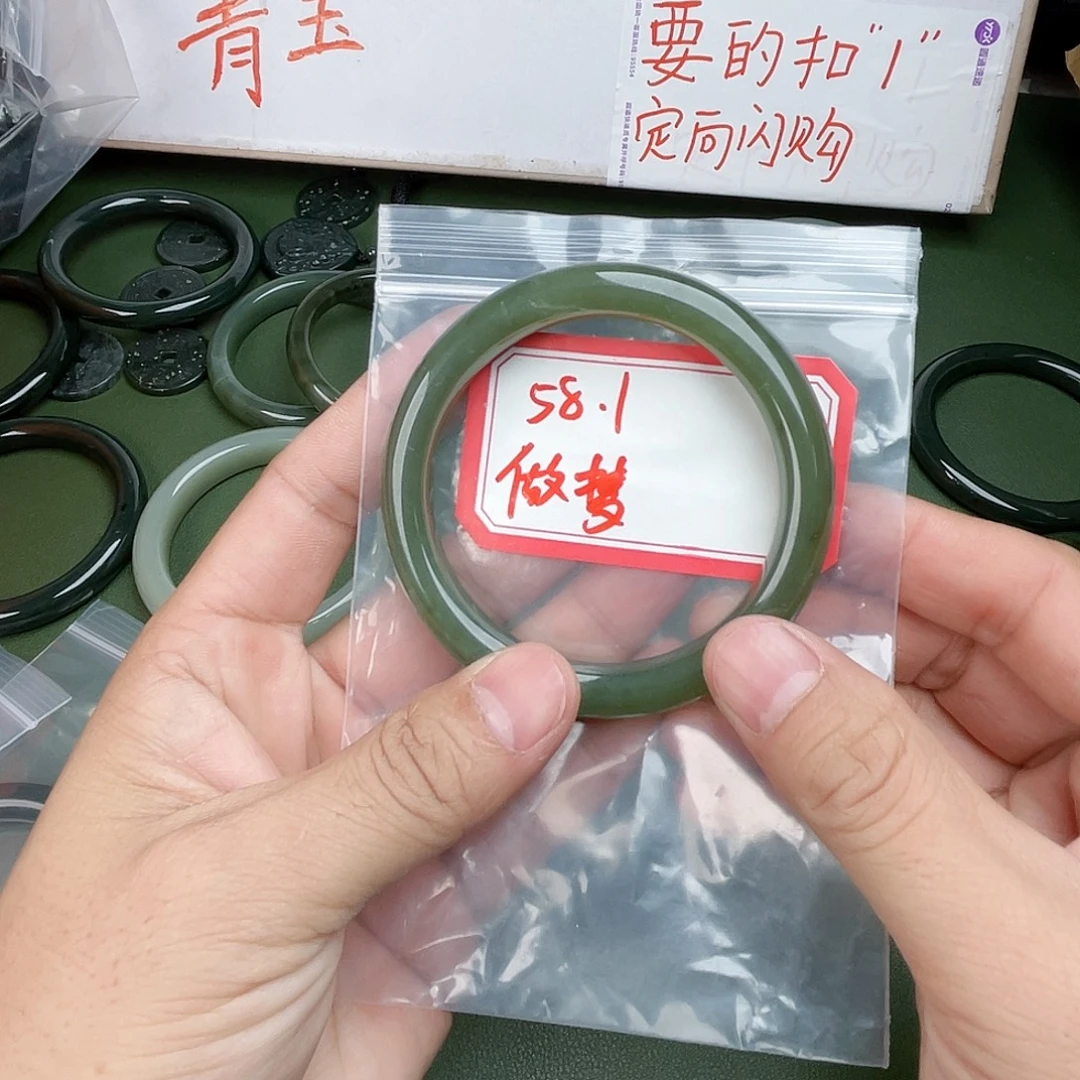 青玉
要的扣"1"
定向闪购
58.1
做梦